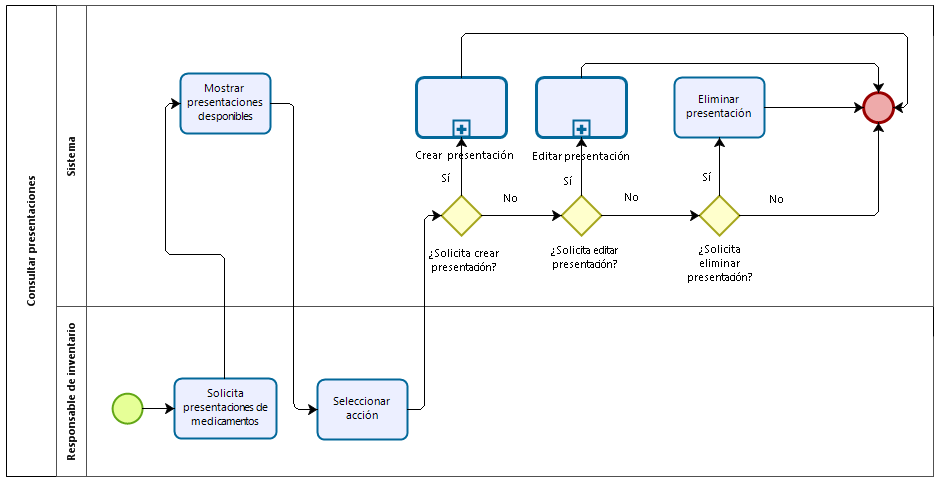 Consultar presentaciones
Sistema
Mostrar
presentaciones
desponibles
Crear presentación
Editar presentación
Eliminar
presentación
Sí
No
Sí
No
Sí
No
¿Solicita crear
presentación?
¿Solicita editar
presentación?
¿Solicita
eliminar
presentación?
Responsable de inventario
Solicita
presentaciones de
medicamentos
Seleccionar
acción